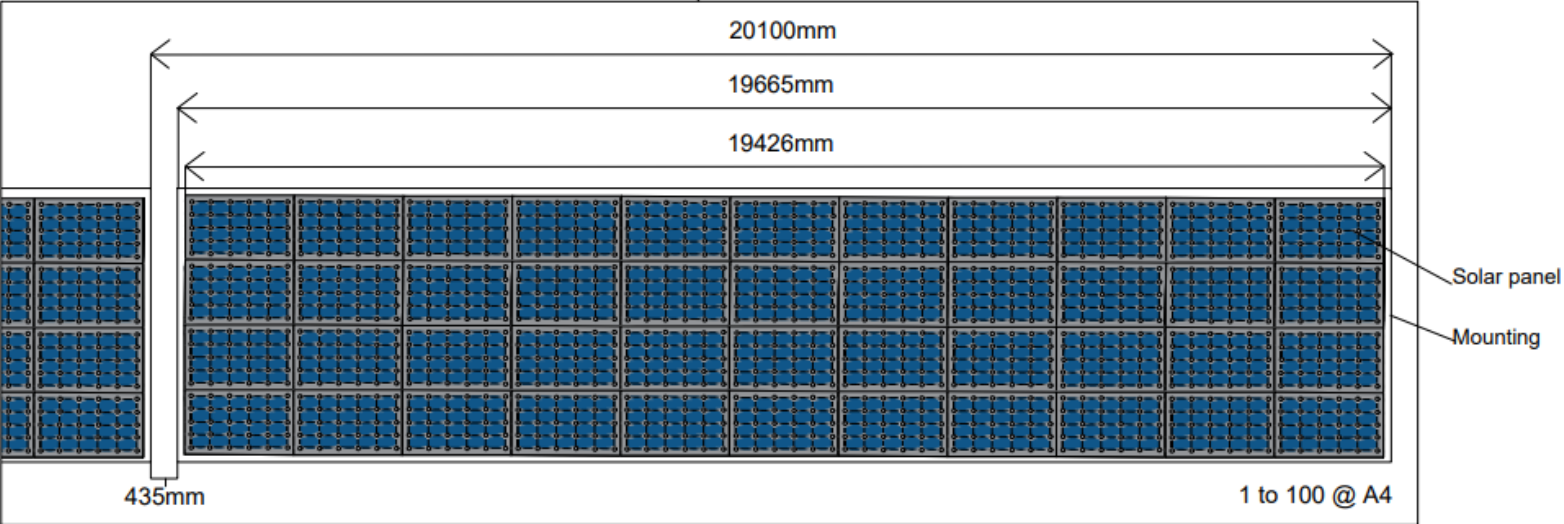 20100mm
19665mm
19426mm
Solar panel
Mounting
435mm
1 to 100 @ A4